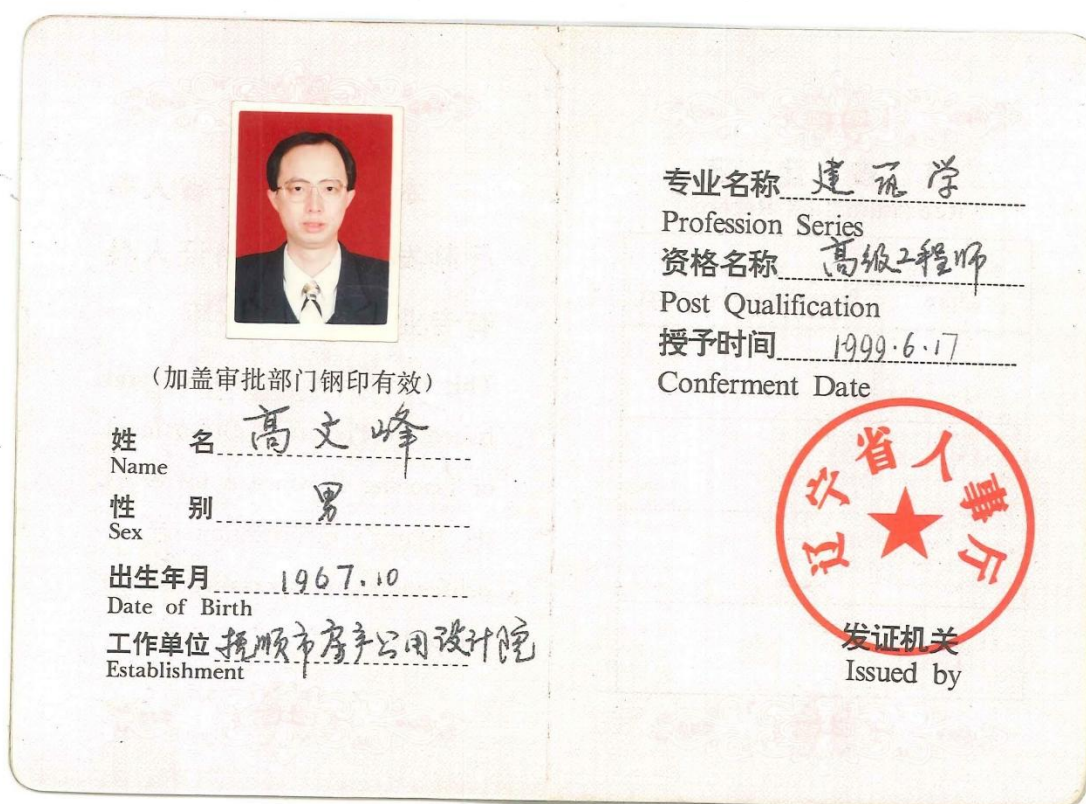 (加盖审批部门钢印有效)
姓 名 高文峰
Name
性 别 男
Sex
出生年月 1967.10
Date of Birth
工作单位 抚顺市房产公用设计院
Establishment
专业名称 建筑学
Profession Series
资格名称 高级工程师
Post Qualification
授予时间 1999.6.17
Conferment Date
辽宁省人事厅
发证机关
Issued by